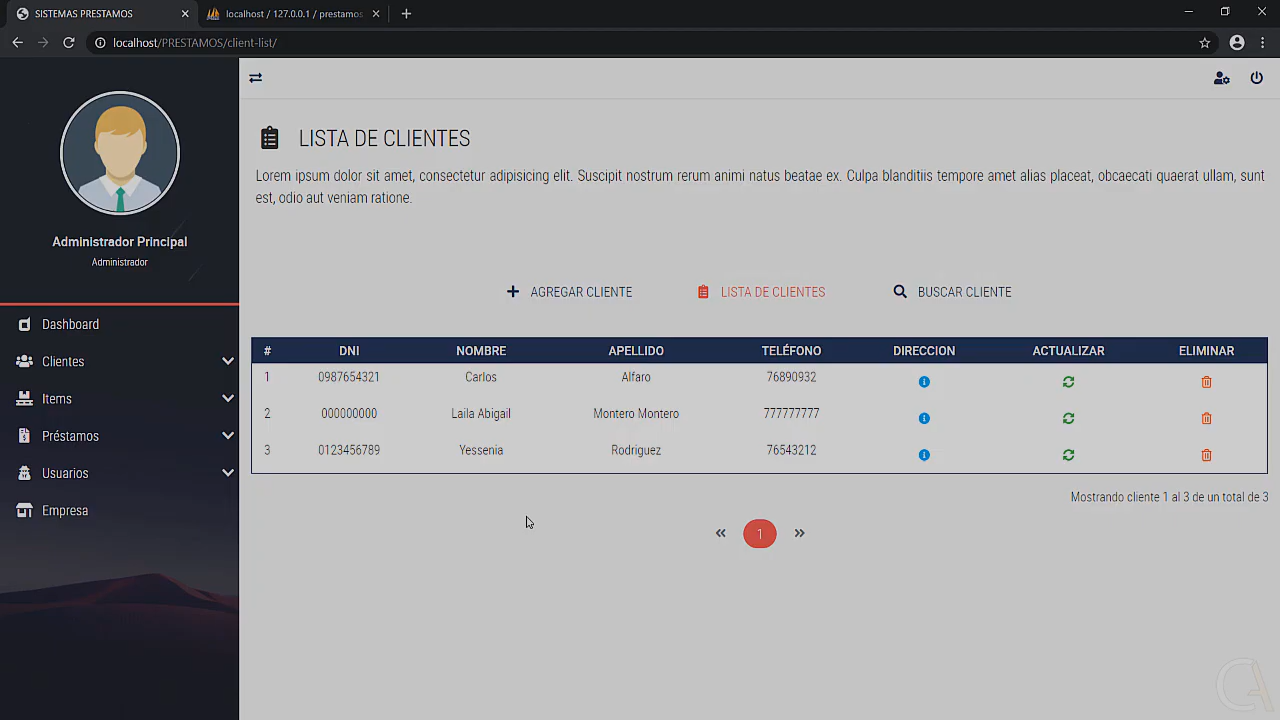 SISTEMAS PRESTAMOS
localhost / 127.0.0.1 / prestamos
localhost/PRESTAMOS/client-list/
Administrador Principal
Administrador
Dashboard
Clientes
Items
Préstamos
Usuarios
Empresa
LISTA DE CLIENTES
Lorem ipsum dolor sit amet, consectetur adipisicing elit. Suscipit nostrum rerum animi natus beatae ex. Culpa blanditiis tempore amet alias placeat, obcaecati quaerat ullam, sunt
est, odio aut veniam ratione.
AGREGAR CLIENTE LISTA DE CLIENTES BUSCAR CLIENTE
# DNI NOMBRE APELLIDO TELÉFONO DIRECCION ACTUALIZAR ELIMINAR
1 0987654321 Carlos Alfaro 76890932
2 000000000 Laila Abigail Montero Montero 777777777
3 0123456789 Yessenia Rodriguez 76543212
Mostrando cliente 1 al 3 de un total de 3
« 1 »